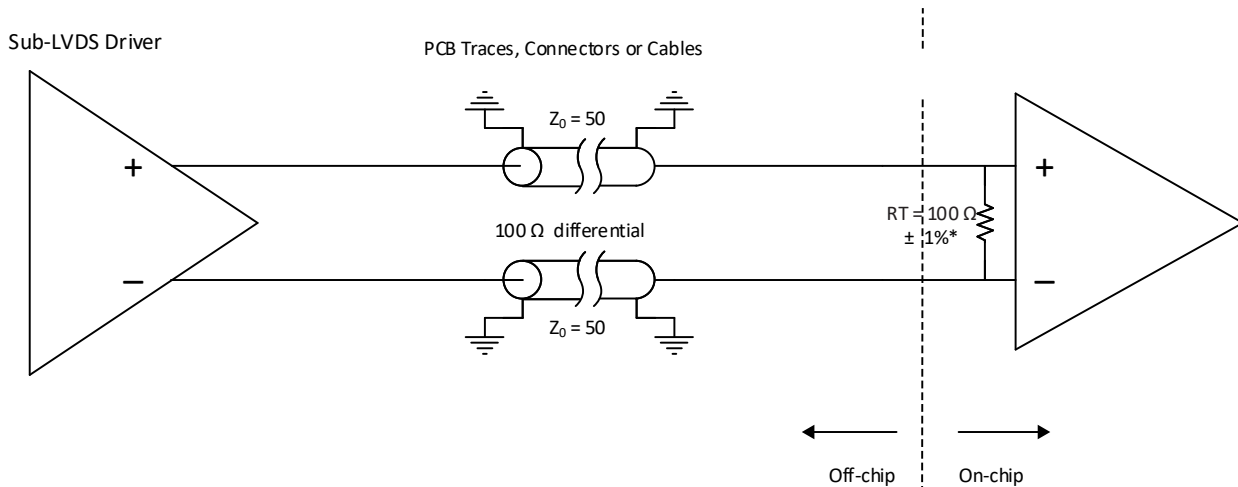 Sub-LVDS Driver
PCB Traces, Connectors or Cables
Z₀ = 50
+
+
RT = 100 Ω
± 1%*
100 Ω differential
−
−
Z₀ = 50
Off-chip
On-chip